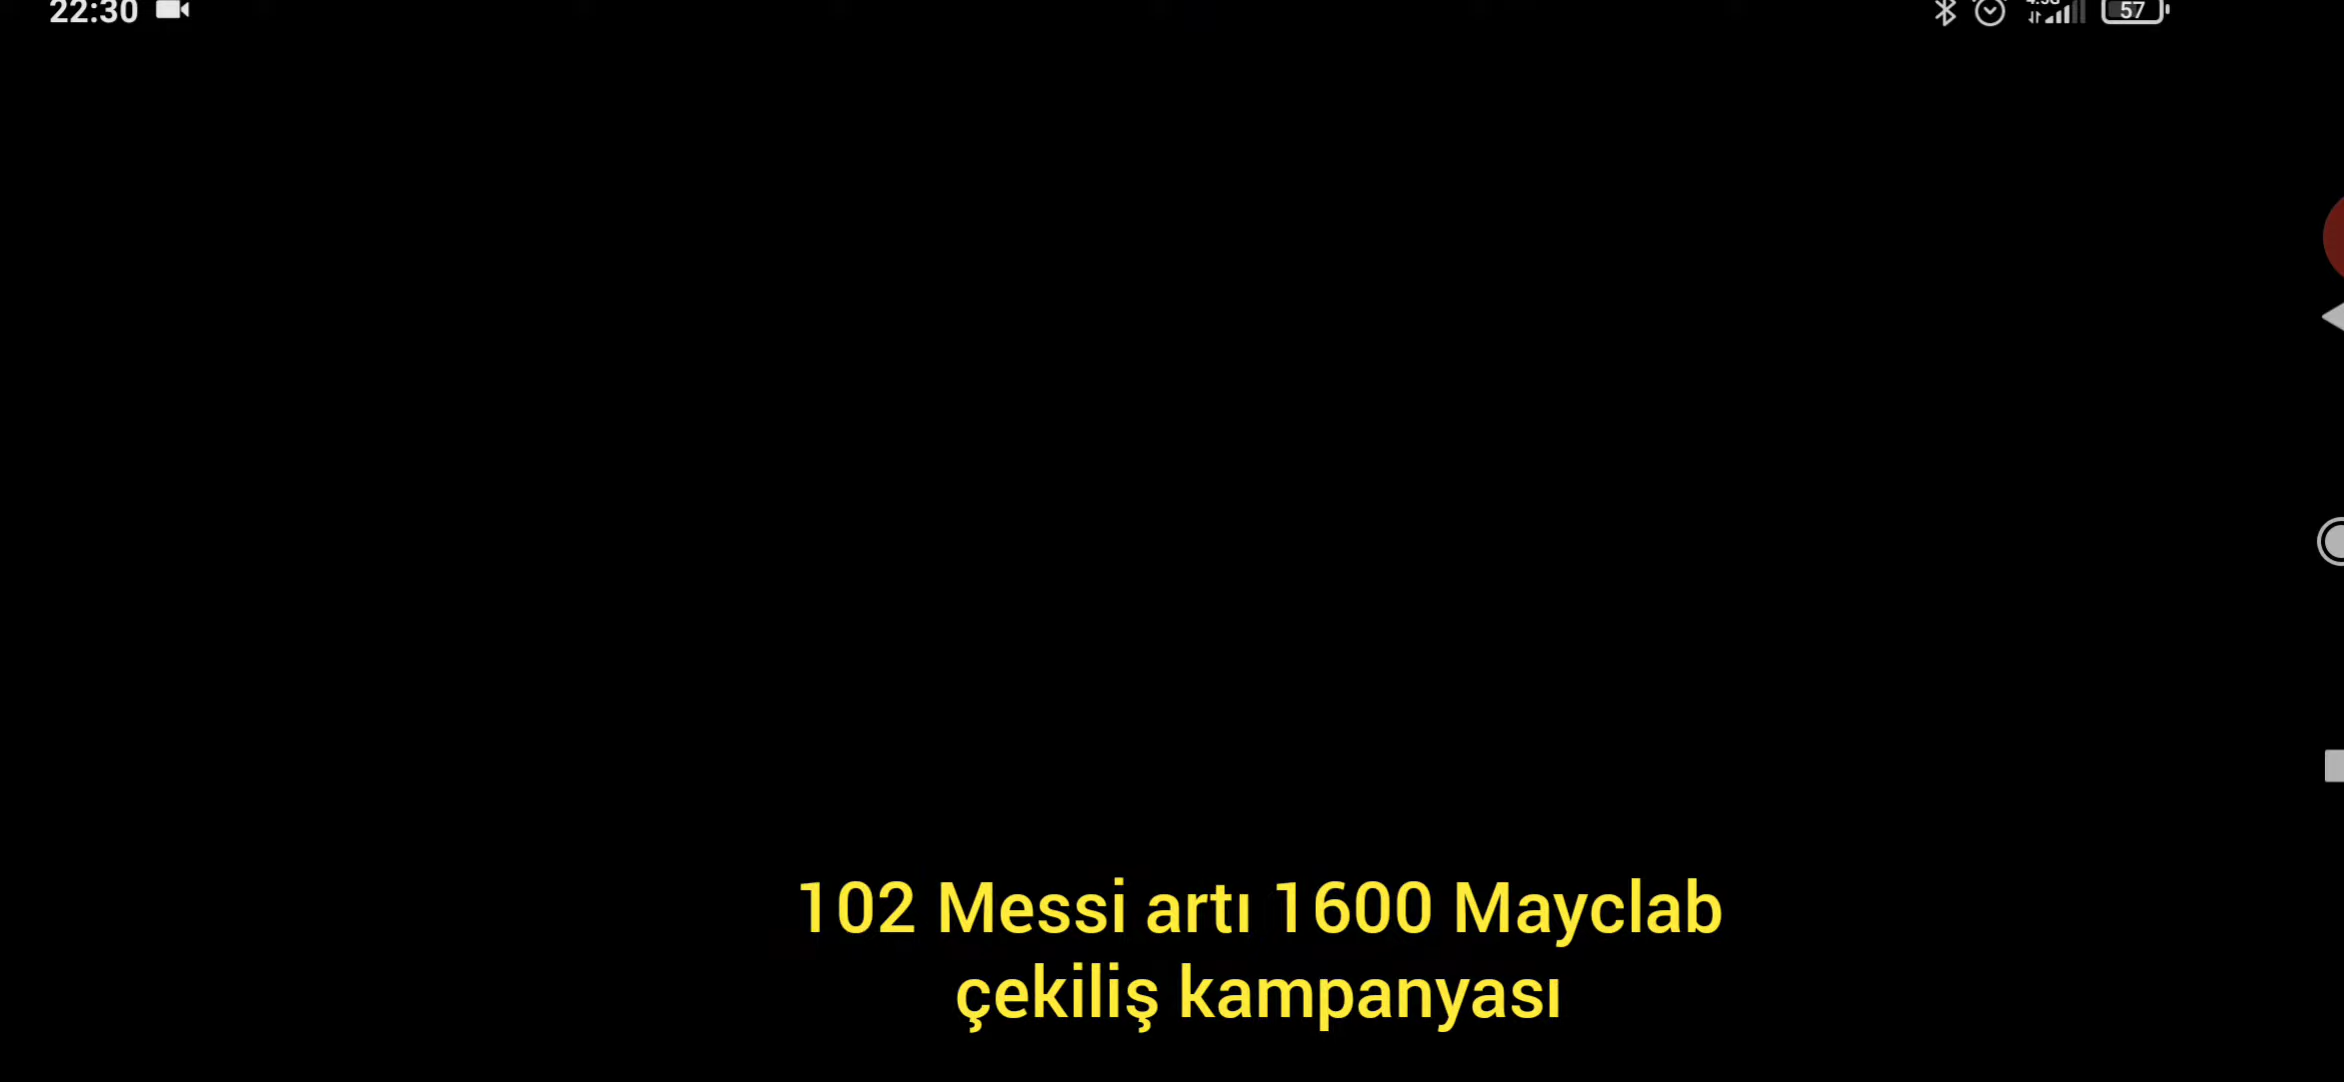 22:30
57
102 Messi artı 1600 Mayclab
çekiliş kampanyası